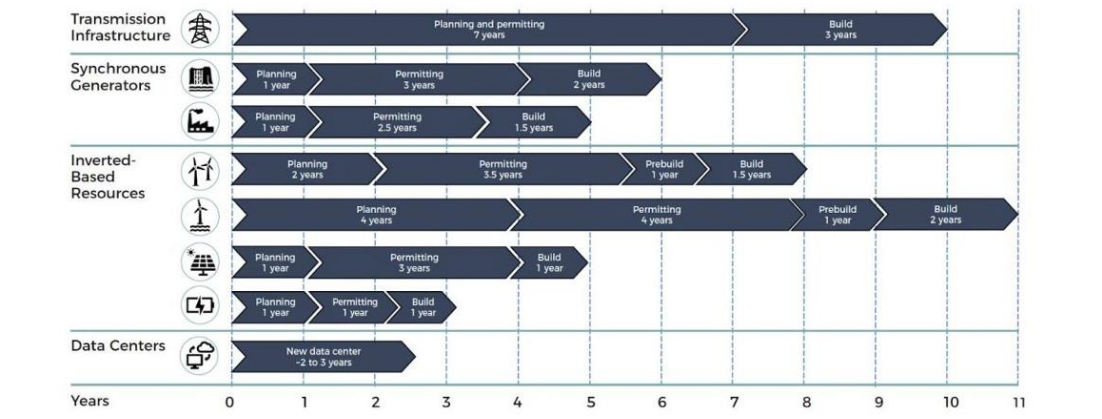 Transmission
Infrastructure
Planning and permitting
7 years
Build
3 years
Synchronous
Generators
Planning
1 year
Permitting
3 years
Build
2 years
Planning
1 year
Permitting
2.5 years
Build
1.5 years
Inverted-
Based
Resources
Planning
2 years
Permitting
3.5 years
Prebuild
1 year
Build
1.5 years
Planning
4 years
Permitting
4 years
Prebuild
1 year
Build
2 years
Planning
1 year
Permitting
3 years
Build
1 year
Planning
1 year
Permitting
1 year
Build
1 year
Data Centers
New data center
~2 to 3 years
Years 0 1 2 3 4 5 6 7 8 9 10 11